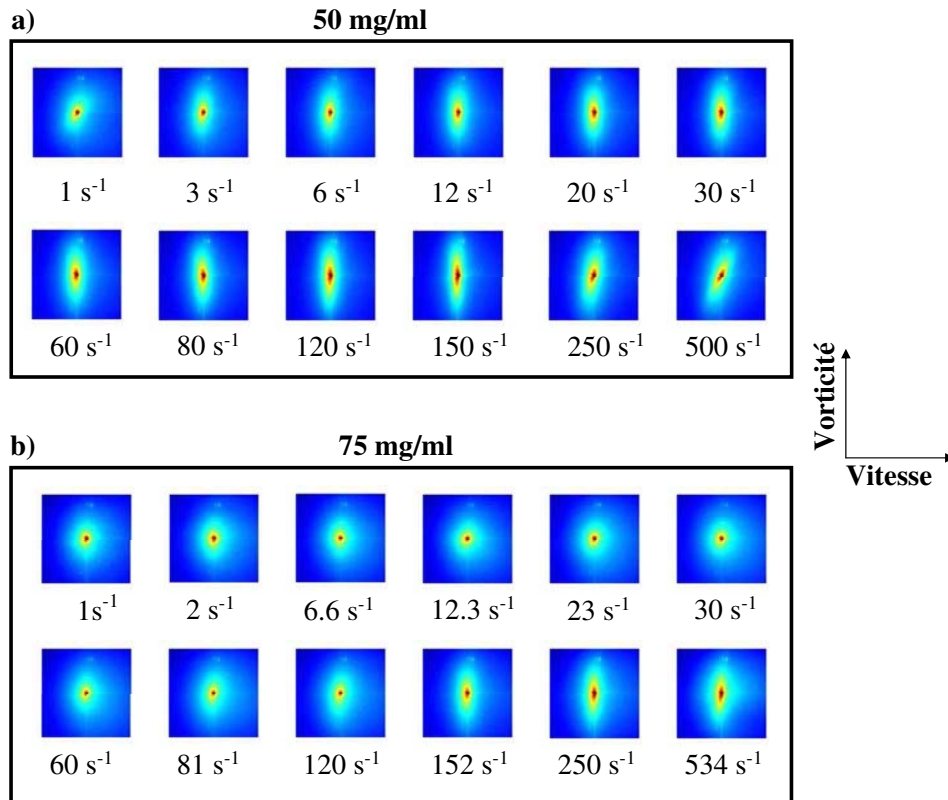 a) 50 mg/ml
1 s⁻¹ 3 s⁻¹ 6 s⁻¹ 12 s⁻¹ 20 s⁻¹ 30 s⁻¹
60 s⁻¹ 80 s⁻¹ 120 s⁻¹ 150 s⁻¹ 250 s⁻¹ 500 s⁻¹
Vorticité
Vitesse
b) 75 mg/ml
1s⁻¹ 2 s⁻¹ 6.6 s⁻¹ 12.3 s⁻¹ 23 s⁻¹ 30 s⁻¹
60 s⁻¹ 81 s⁻¹ 120 s⁻¹ 152 s⁻¹ 250 s⁻¹ 534 s⁻¹